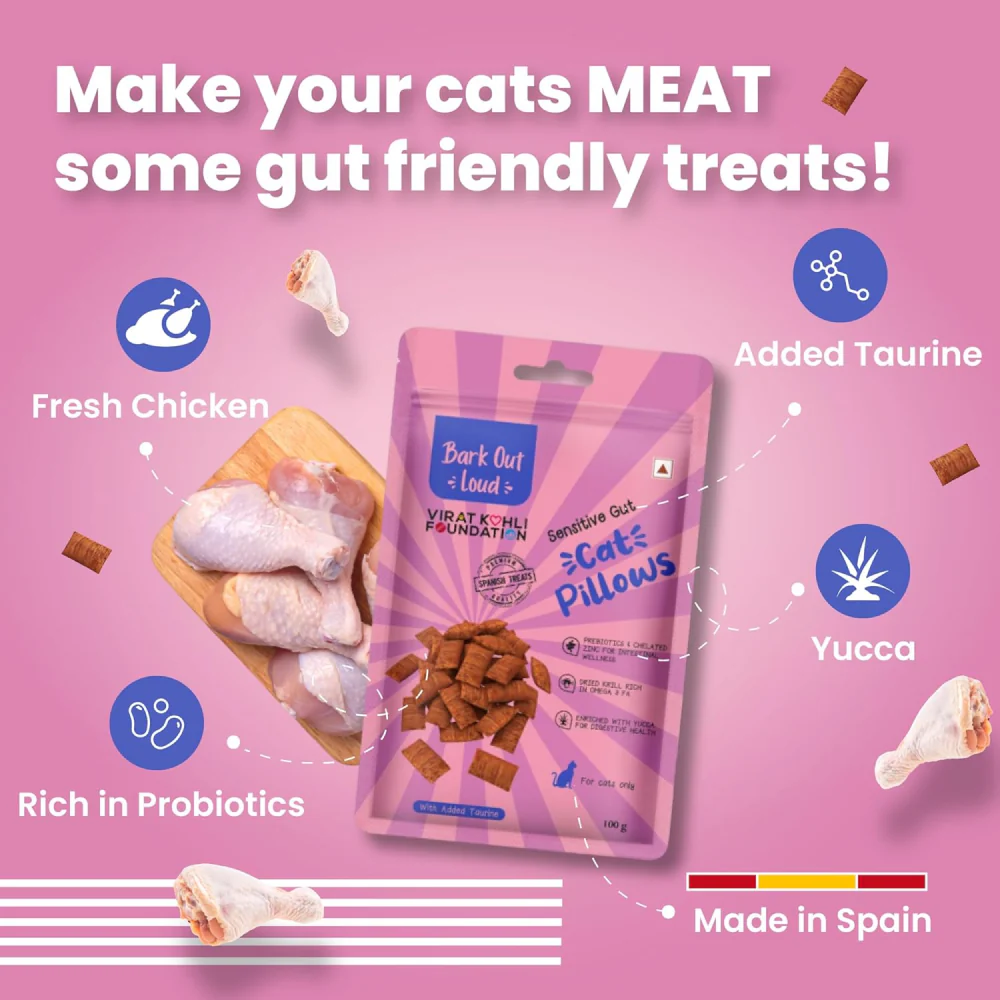 Make your cats MEAT
some gut friendly treats!
Added Taurine
Fresh Chicken
Bark Out
Loud
VIRAT KOHLI
FOUNDATION
Sensitive Gut
Cat
Pillows
PREMIUM
SPANISH TREATS
QUALITY
Yucca
PREBIOTICS & CHELATED
ZINC FOR INTESTINAL
WELLNESS
DRIED KRILL RICH
IN OMEGA 3 FA
ENRICHED WITH YUCCA
FOR DIGESTIVE HEALTH
Rich in Probiotics
For cats only
With Added Taurine
100 g
Made in Spain